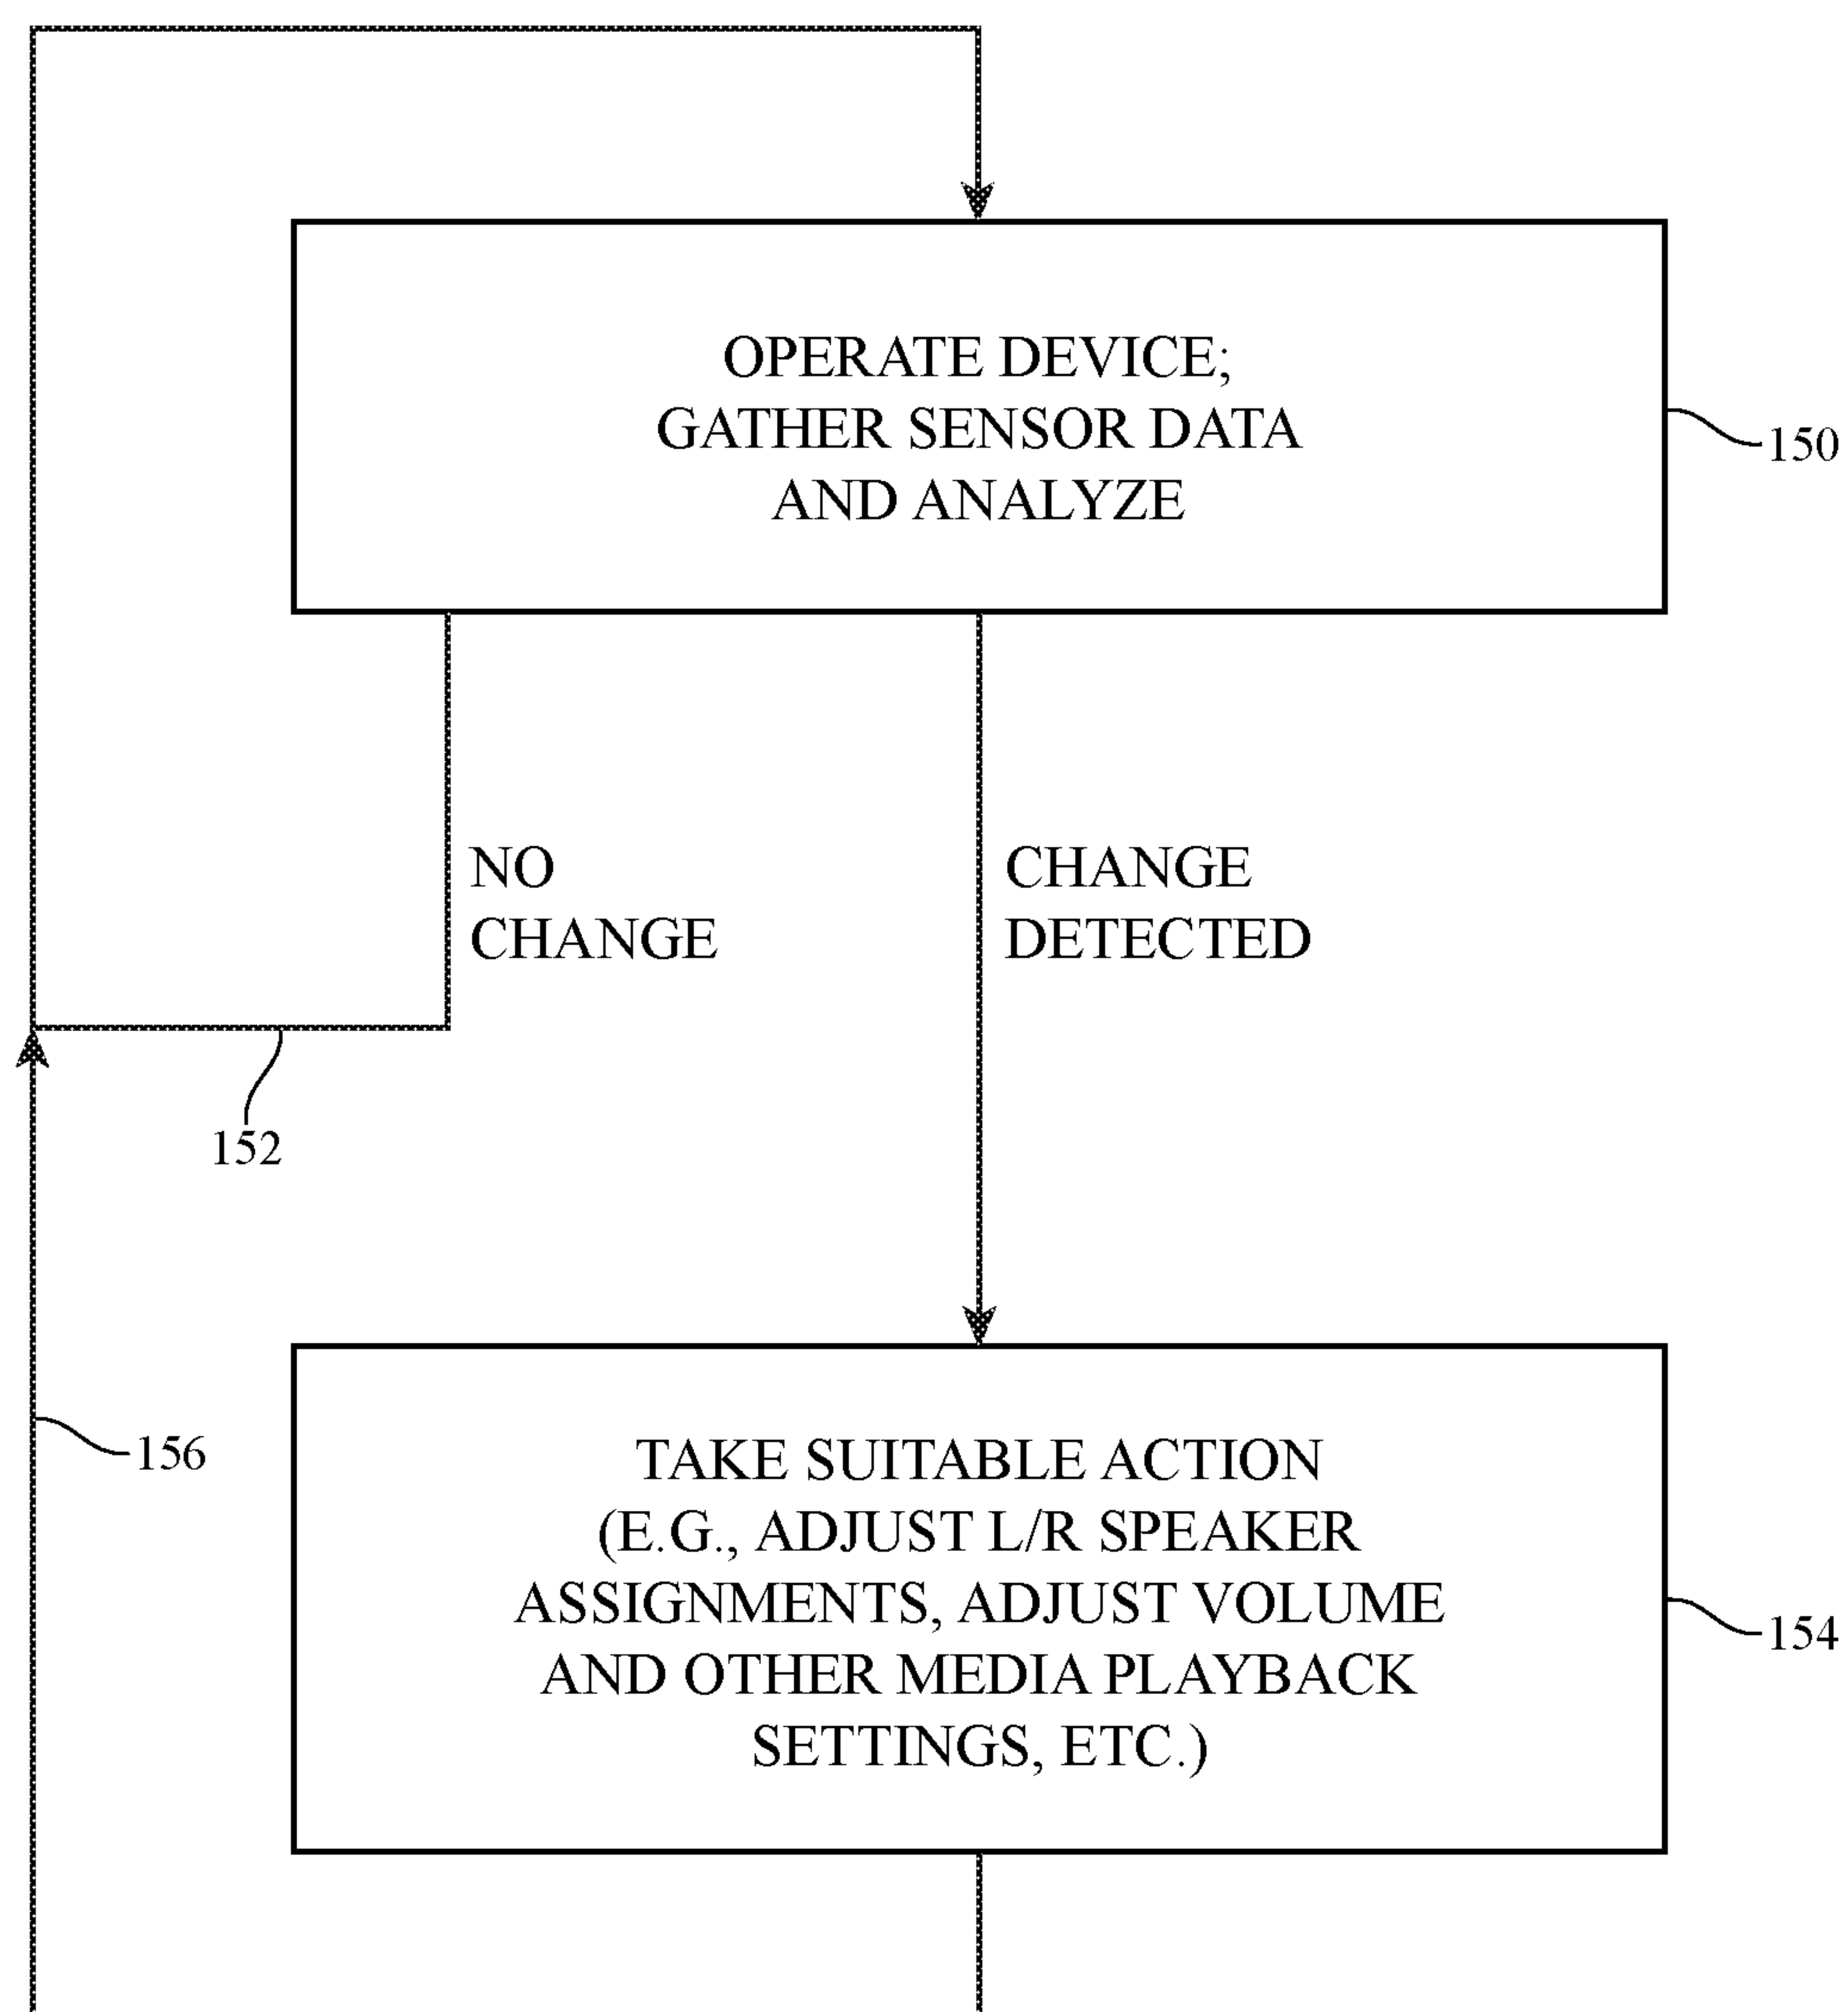 OPERATE DEVICE;
GATHER SENSOR DATA
AND ANALYZE
150
NO
CHANGE
CHANGE
DETECTED
152
156
TAKE SUITABLE ACTION
(E.G., ADJUST L/R SPEAKER
ASSIGNMENTS, ADJUST VOLUME
AND OTHER MEDIA PLAYBACK
SETTINGS, ETC.)
154